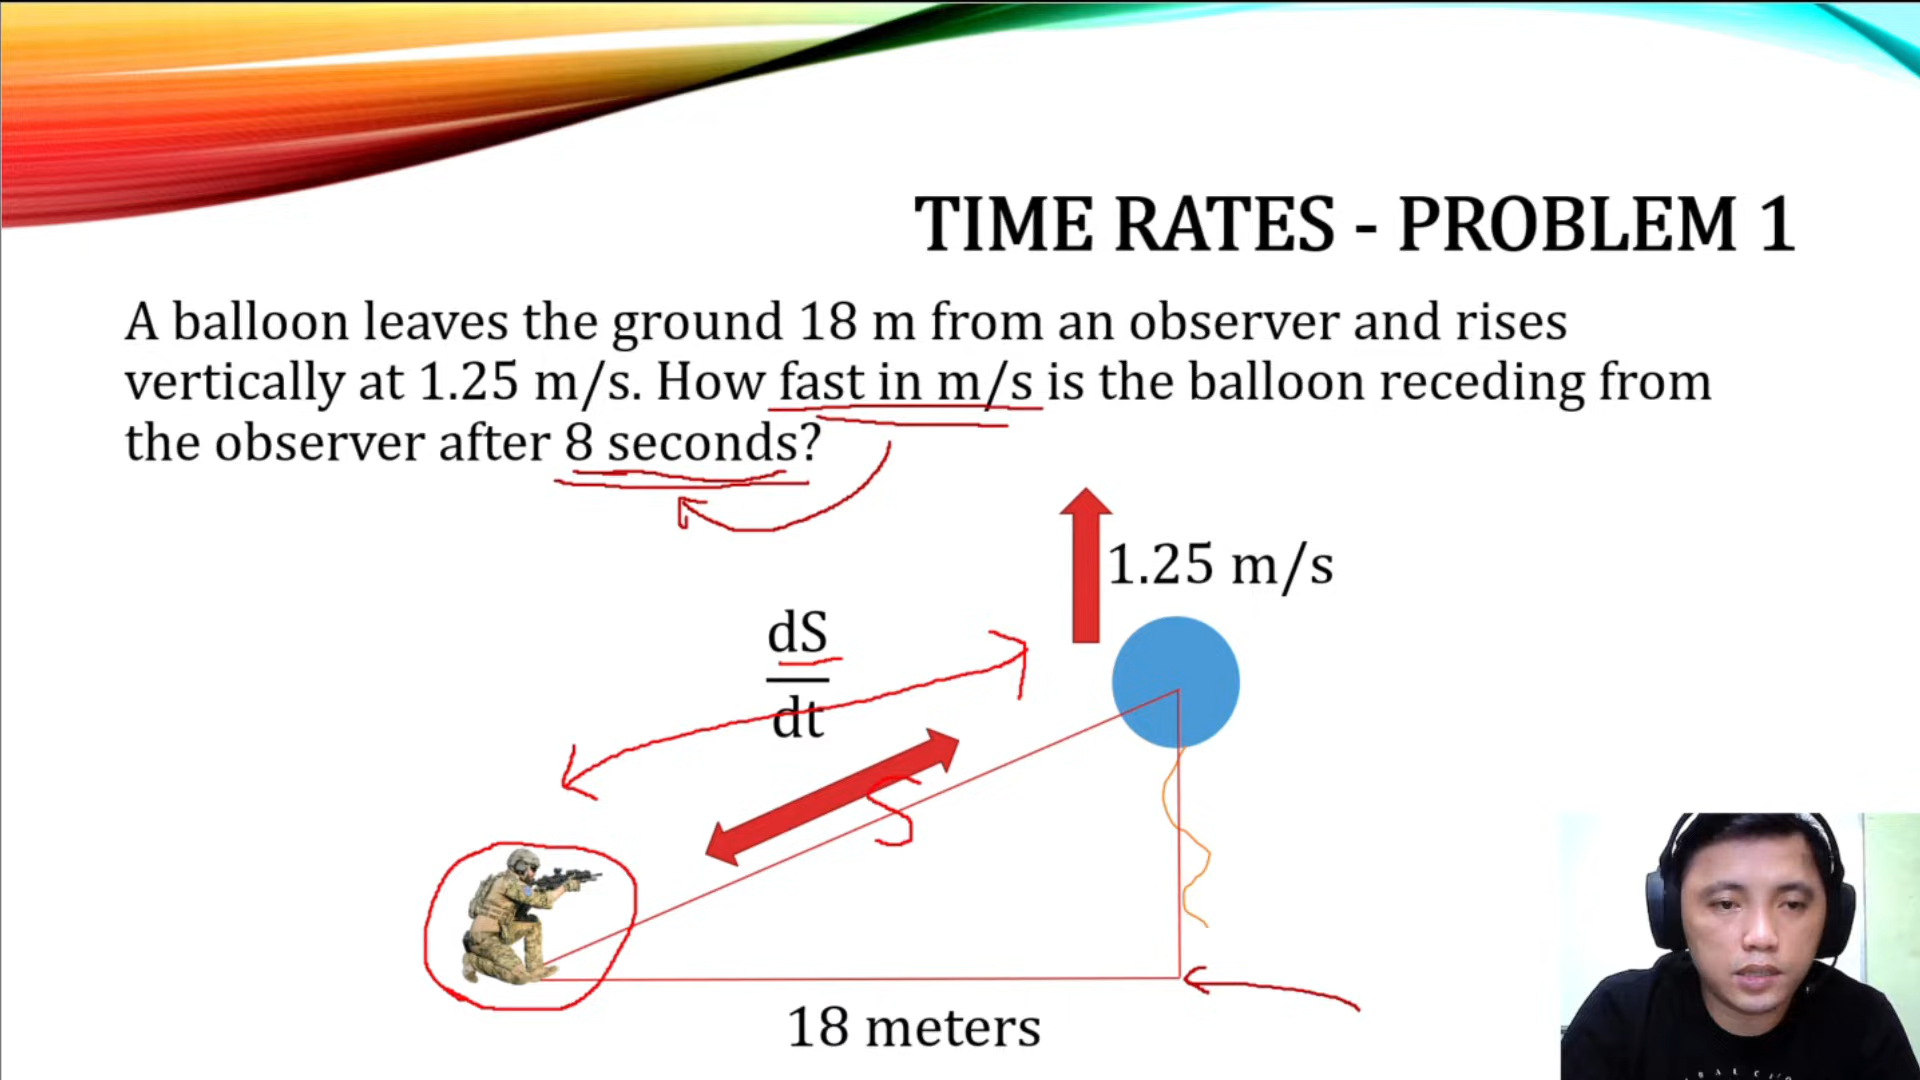 TIME RATES - PROBLEM 1
A balloon leaves the ground 18 m from an observer and rises
vertically at 1.25 m/s. How fast in m/s is the balloon receding from
the observer after 8 seconds?
1.25 m/s
dS
dt
S
18 meters